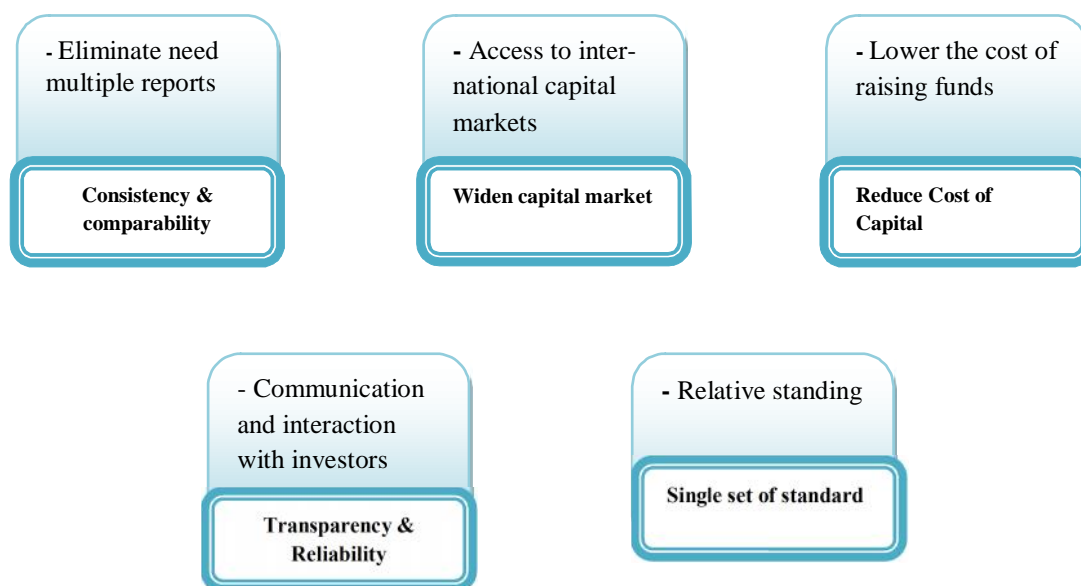 - Eliminate need
multiple reports
Consistency &
comparability
- Access to inter-
national capital
markets
Widen capital market
- Lower the cost of
raising funds
Reduce Cost of
Capital
- Communication
and interaction
with investors
Transparency &
Reliability
- Relative standing
Single set of standard